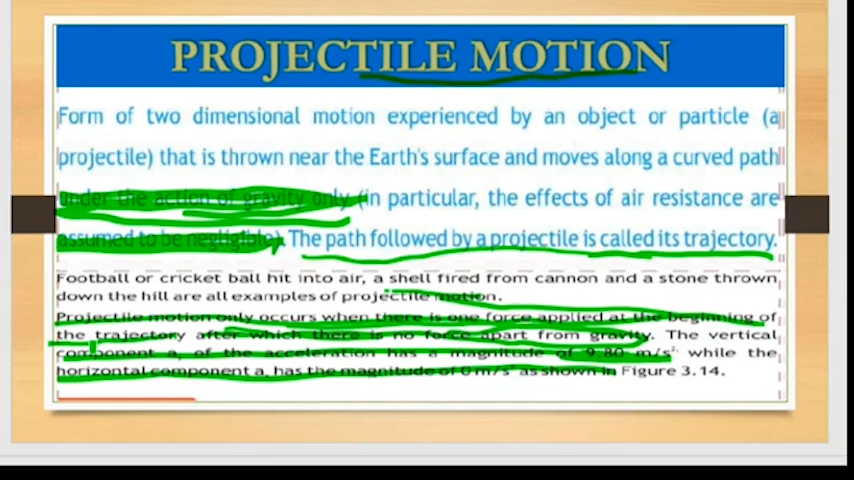 PROJECTILE MOTION
Form of two dimensional motion experienced by an object or particle (a
projectile) that is thrown near the Earth's surface and moves along a curved path
under the action of gravity only (in particular, the effects of air resistance are
assumed to be negligible). The path followed by a projectile is called its trajectory.
Football or cricket ball hit into air, a shell fired from cannon and a stone thrown
down the hill are all examples of projectile motion.
Projectile motion only occurs when there is one force applied at the beginning of
the trajectory after which there is no force apart from gravity. The vertical
component a, of the acceleration has a magnitude of 9.80 m/s² while the
horizontal component a, has the magnitude of 0 m/s² as shown in Figure 3.14.